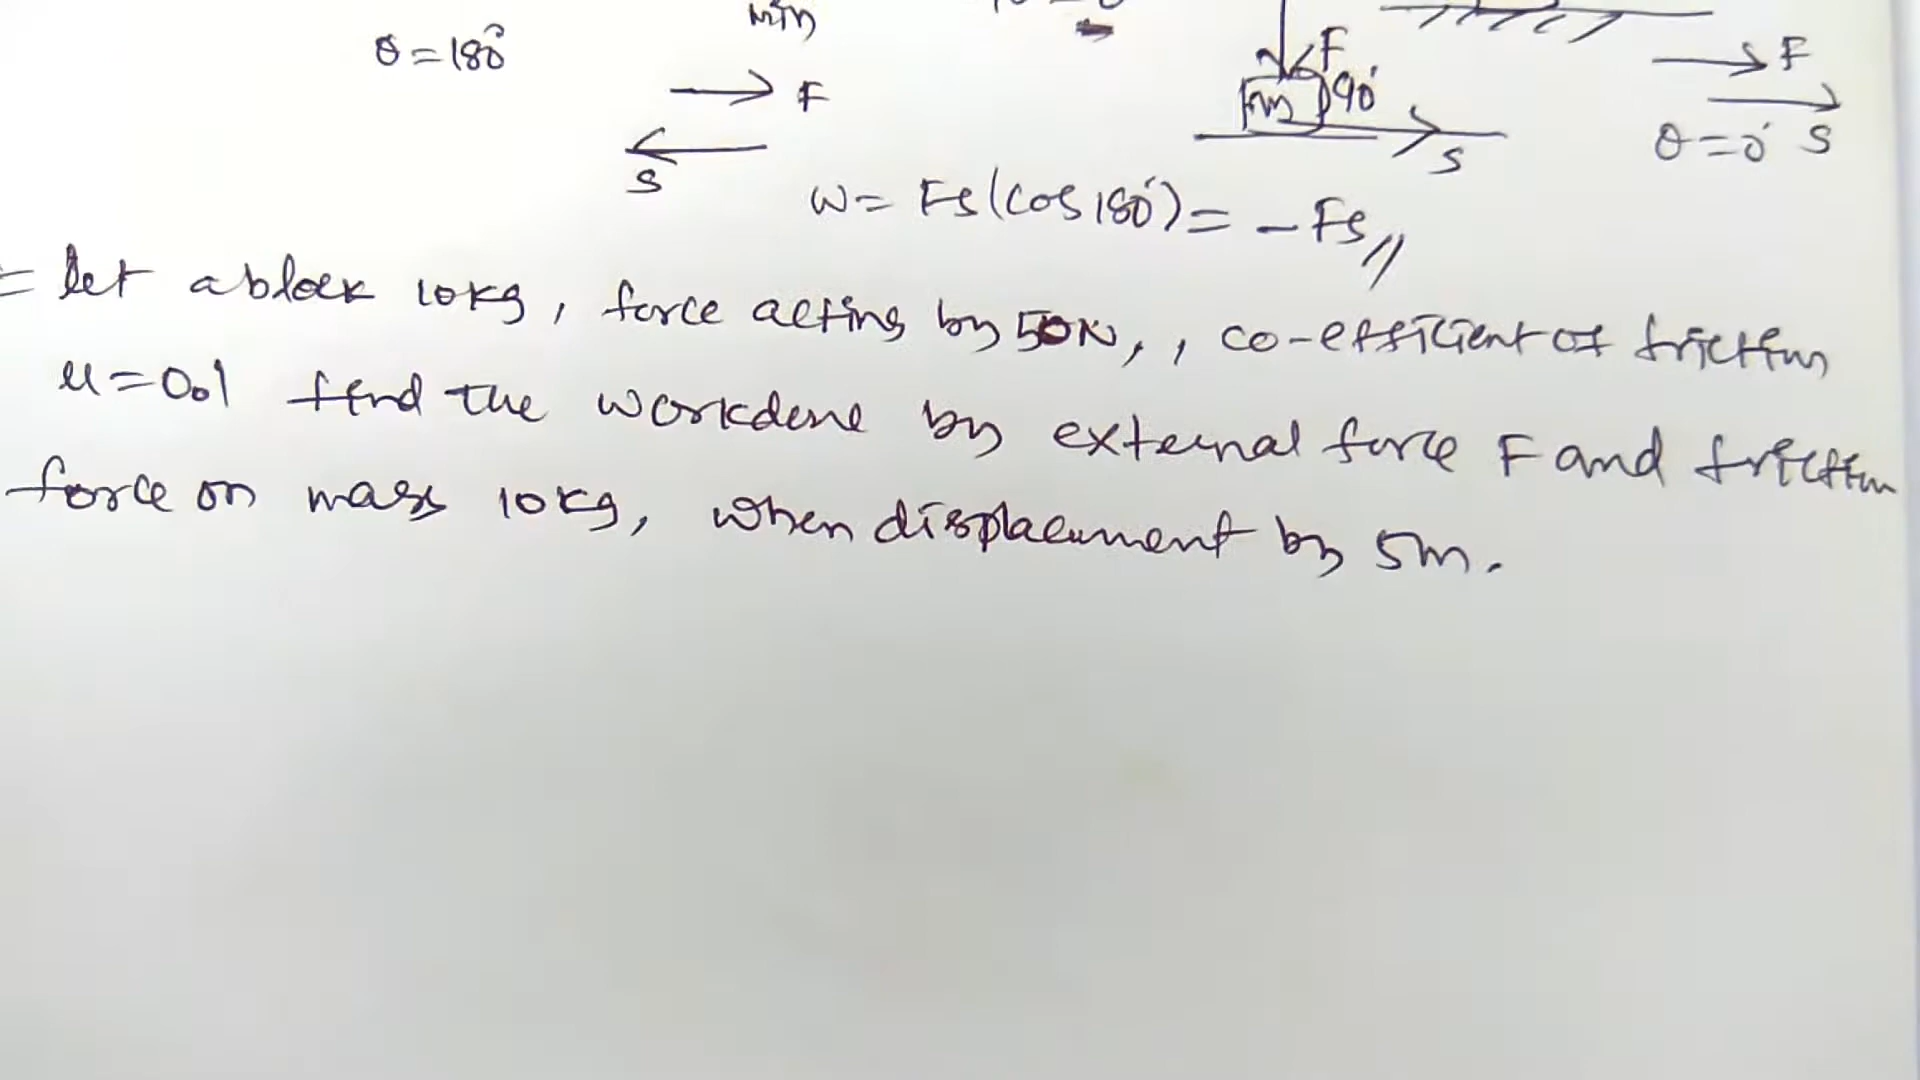 θ = 180°
min
F
S
F
m 90°
S
F
S
θ = 0°
W = Fs(cos 180°) = - Fs //
= let a block 10kg, force acting by 50N, , co-efficient of friction
μ = 0.1 find the workdone by external force F and friction
force on mass 10kg, when displacement by 5m.